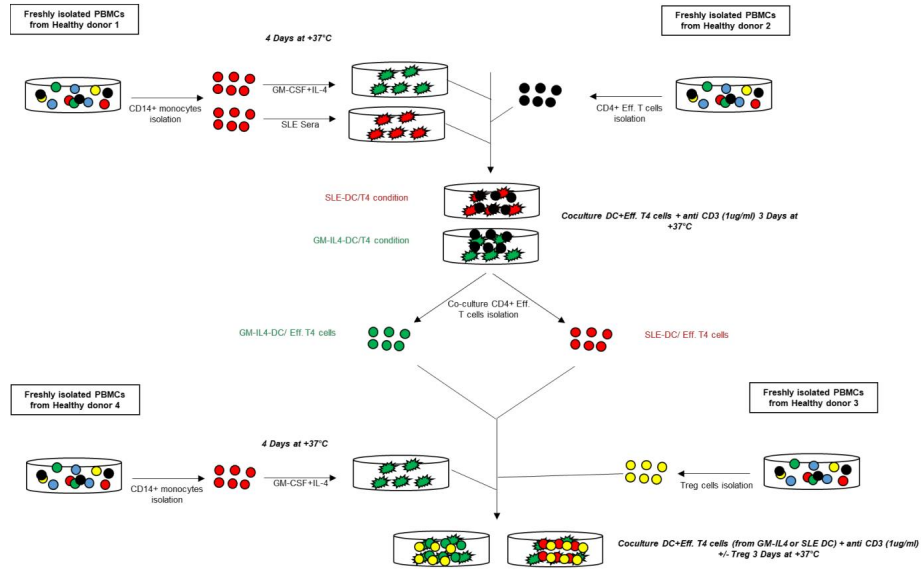 Freshly isolated PBMCs
from Healthy donor 1
Freshly isolated PBMCs
from Healthy donor 2
4 Days at +37°C
GM-CSF+IL-4
CD14+ monocytes
isolation
SLE Sera
CD4+ Eff. T cells
isolation
SLE-DC/T4 condition
GM-IL4-DC/T4 condition
Coculture DC+Eff. T4 cells + anti CD3 (1ug/ml) 3 Days at
+37°C
Co-culture CD4+ Eff.
T cells isolation
GM-IL4-DC/ Eff. T4 cells
SLE-DC/ Eff. T4 cells
Freshly isolated PBMCs
from Healthy donor 4
Freshly isolated PBMCs
from Healthy donor 3
4 Days at +37°C
CD14+ monocytes
isolation
GM-CSF+IL-4
Treg cells isolation
Coculture DC+Eff. T4 cells (from GM-IL4 or SLE DC) + anti CD3 (1ug/ml)
+/- Treg 3 Days at +37°C